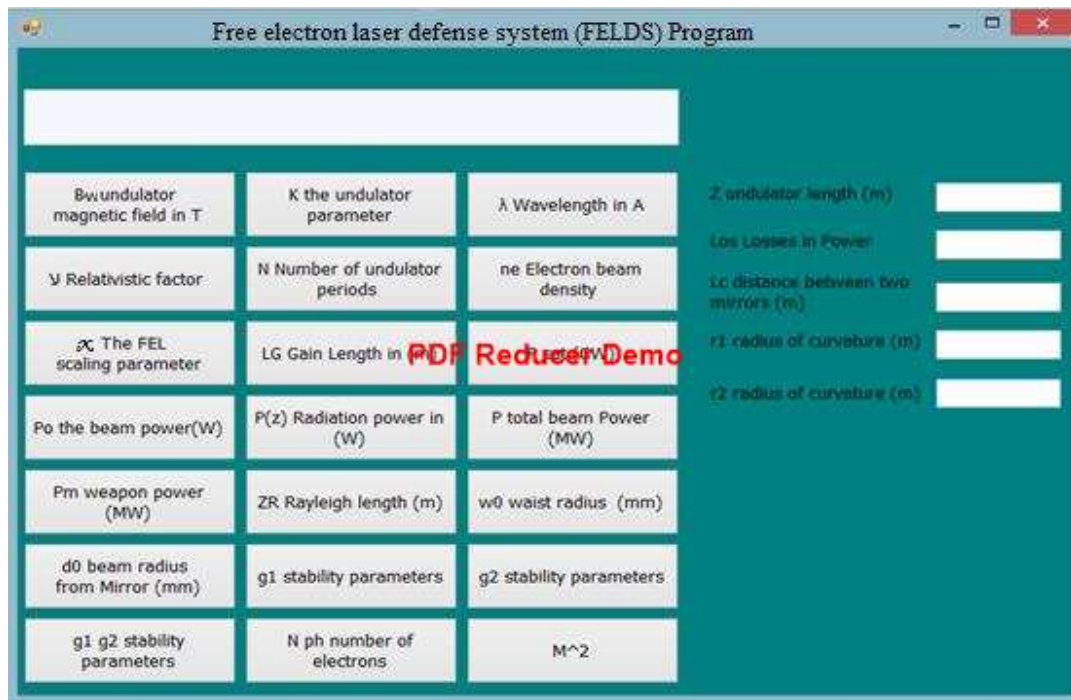 Free electron laser defense system (FELDS) Program
Bw undulator
magnetic field in T
K the undulator
parameter
λ Wavelength in A
Z undulator length (m)
Los Losses in Power
γ Relativistic factor
N Number of undulator
periods
ne Electron beam
density
Lc distance between two
mirrors (m)
The FEL
scaling parameter
LG Gain Length in
PDF Reducer Demo
r1 radius of curvature (m)
Po the beam power(W)
P(z) Radiation power in
(W)
P total beam Power
(MW)
r2 radius of curvature (m)
Pm weapon power
(MW)
ZR Rayleigh length (m)
w0 waist radius (mm)
d0 beam radius
from Mirror (mm)
g1 stability parameters
g2 stability parameters
g1 g2 stability
parameters
N ph number of
electrons
M^2